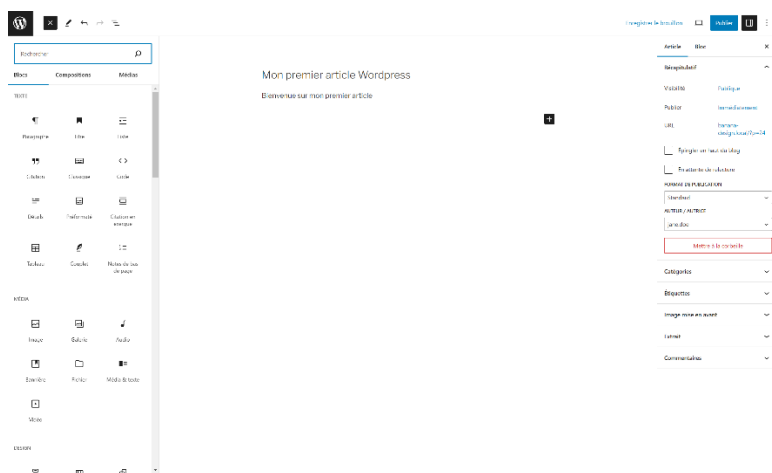 Enregistrer le brouillon
Publier
Rechercher
Blocs
Compositions
Médias
TEXTE
Paragraphe
Titre
Liste
Citation
Classique
Code
Détails
Préformaté
Citation en exergue
Tableau
Couplet
Notes de bas de page
MÉDIA
Image
Galerie
Audio
Bannière
Fichier
Média & texte
DESIGN
Mon premier article Wordpress
Bienvenue sur mon premier article
Article
Bloc
Récapitulatif
Visibilité
Publique
Publier
Immédiatement
URL
Épingler en haut du blog
En attente de relecture
FORMAT DE PUBLICATION
Standard
AUTEUR / AUTRICE
Mettre à la corbeille
Catégories
Étiquettes
Image mise en avant
Extrait
Commentaires